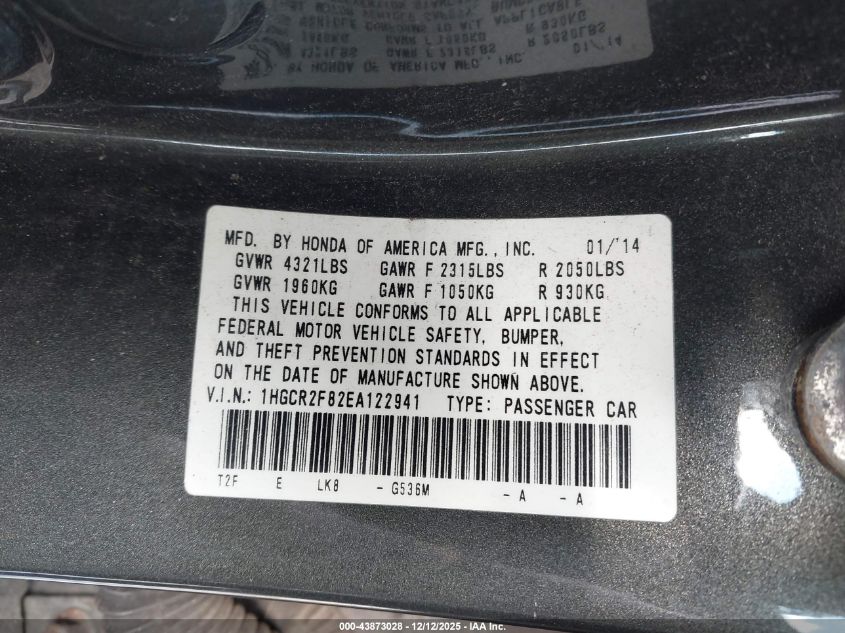 MFD. BY HONDA OF AMERICA MFG., INC. 01/'14
GVWR 4321LBS GAWR F 2315LBS R 2050LBS
GVWR 1960KG GAWR F 1050KG R 930KG
THIS VEHICLE CONFORMS TO ALL APPLICABLE
FEDERAL MOTOR VEHICLE SAFETY, BUMPER,
AND THEFT PREVENTION STANDARDS IN EFFECT
ON THE DATE OF MANUFACTURE SHOWN ABOVE.
V.I.N.: 1HGCR2F82EA122941 TYPE: PASSENGER CAR
T2F E LK8 - G536M - A - A
000-43873028 - 12/12/2025 - IAA Inc.